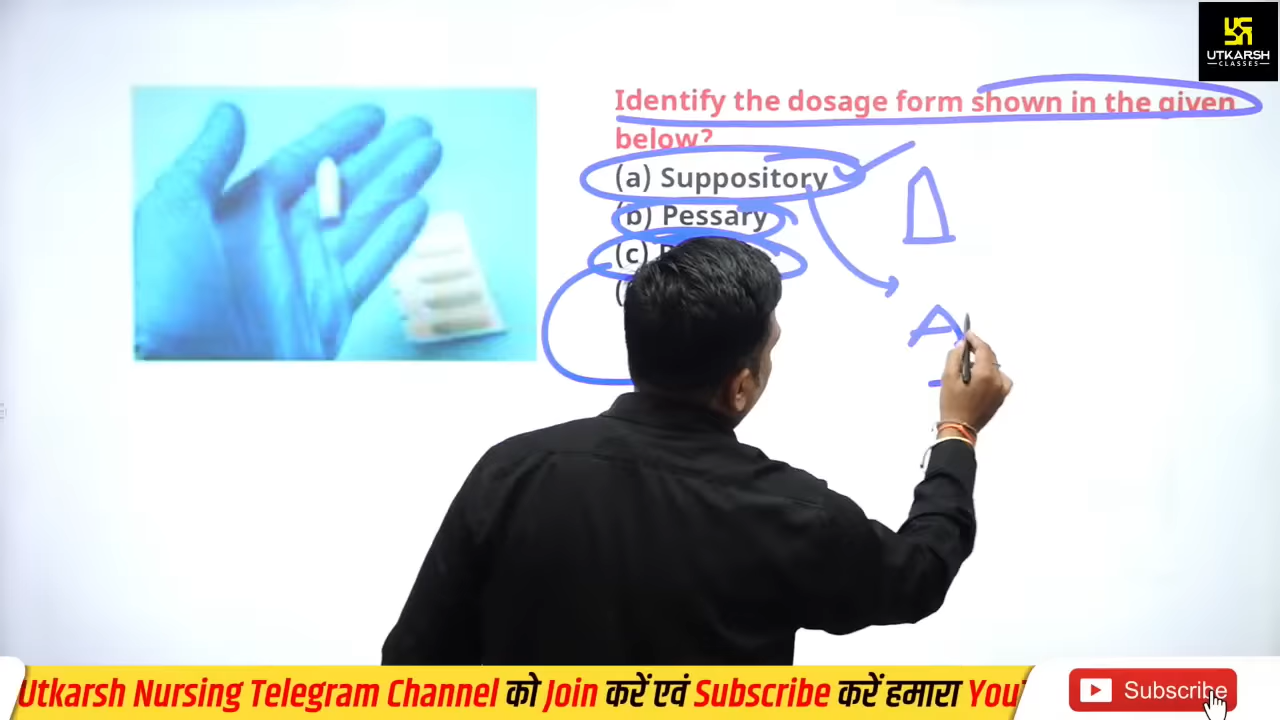 UTKARSH
CLASSES
Identify the dosage form shown in the given
below?
(a) Suppository
(b) Pessary
(c)
A
Utkarsh Nursing Telegram Channel को Join करें एवं Subscribe करें हमारा
Subscribe